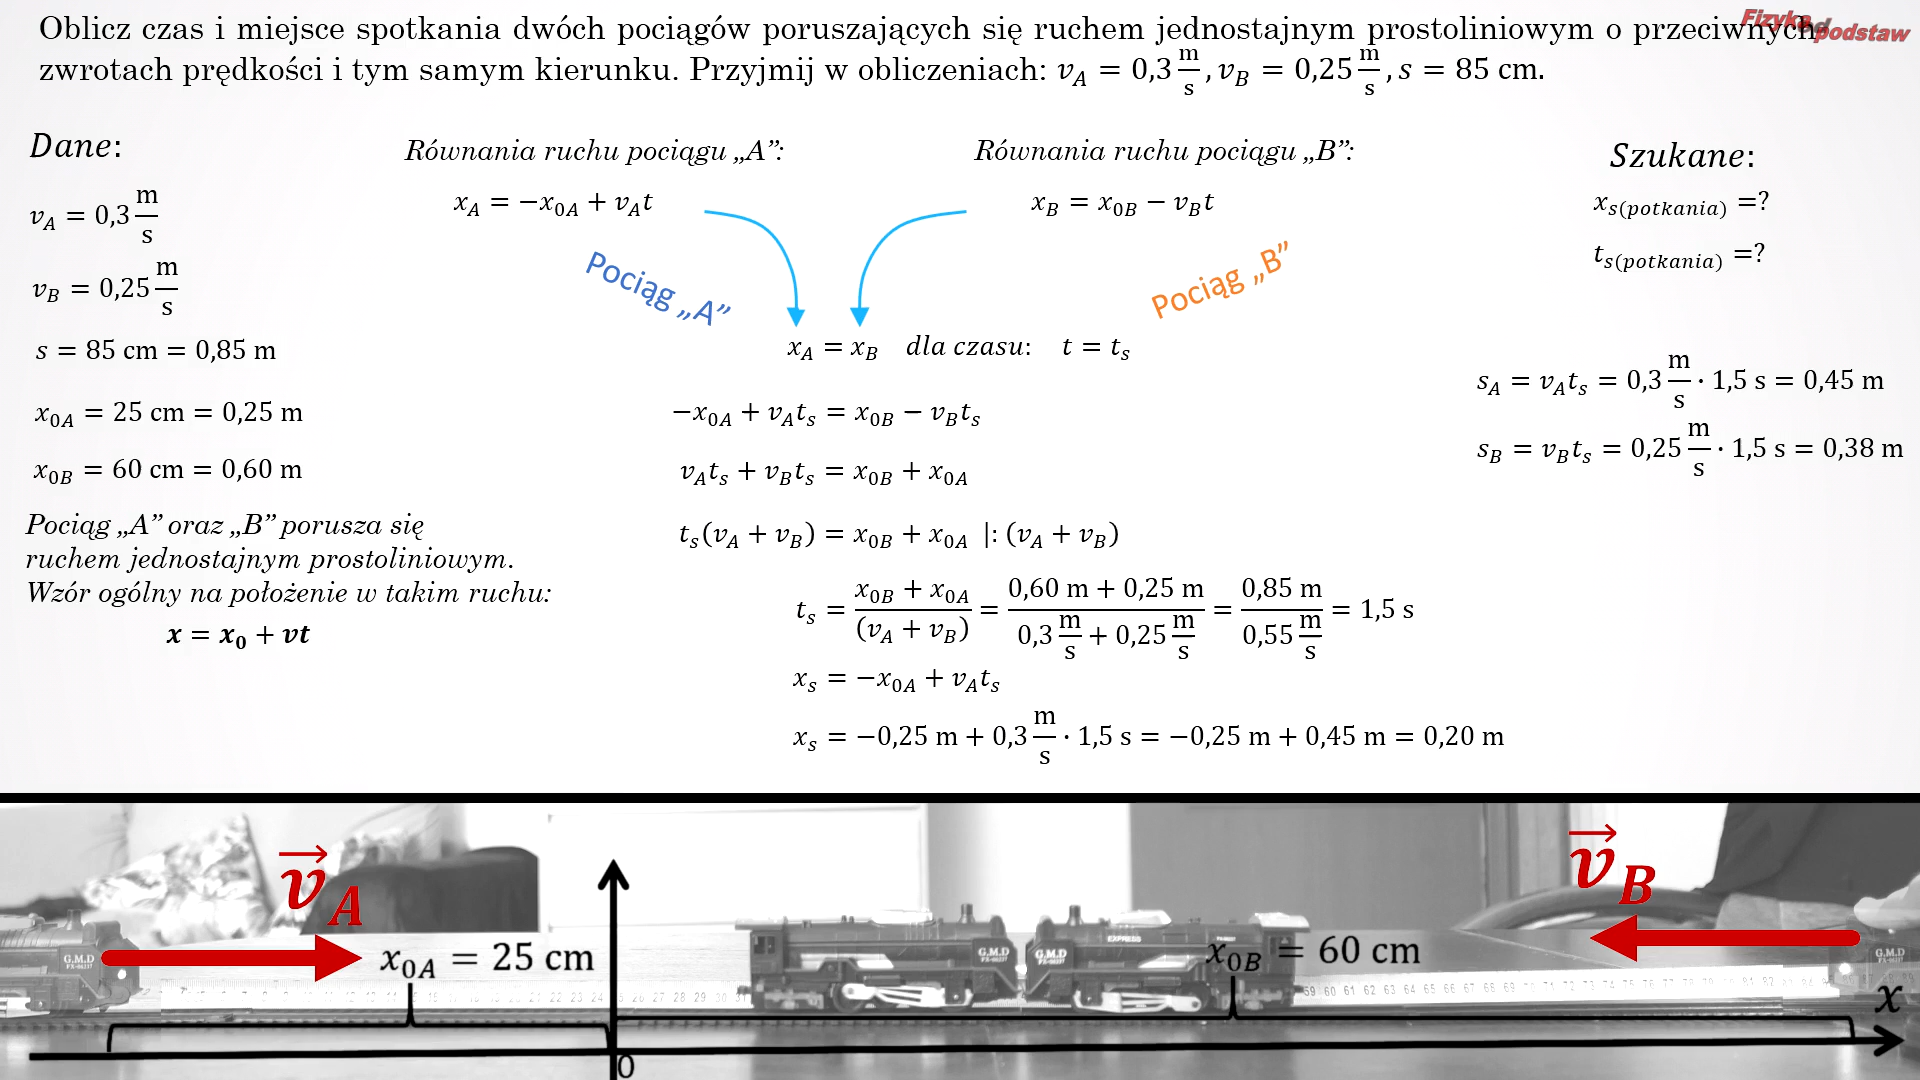 Oblicz czas i miejsce spotkania dwóch pociągów poruszających się ruchem jednostajnym prostoliniowym o przeciwnych
zwrotach prędkości i tym samym kierunku. Przyjmij w obliczeniach: v_A = 0,3 m/s, v_B = 0,25 m/s, s = 85 cm.
Fizyka od podstaw
Dane:
v_A = 0,3 m/s
v_B = 0,25 m/s
s = 85 cm = 0,85 m
x_0A = 25 cm = 0,25 m
x_0B = 60 cm = 0,60 m
Pociąg „A” oraz „B” porusza się
ruchem jednostajnym prostoliniowym.
Wzór ogólny na położenie w takim ruchu:
x = x_0 + vt
Równania ruchu pociągu „A”:
x_A = −x_0A + v_A t
Pociąg „A”
Równania ruchu pociągu „B”:
x_B = x_0B − v_B t
Pociąg „B”
x_A = x_B dla czasu: t = t_s
−x_0A + v_A t_s = x_0B − v_B t_s
v_A t_s + v_B t_s = x_0B + x_0A
t_s(v_A + v_B) = x_0B + x_0A |: (v_A + v_B)
t_s = (x_0B + x_0A)/(v_A + v_B) = (0,60 m + 0,25 m)/(0,3 m/s + 0,25 m/s) = 0,85 m/0,55 m/s = 1,5 s
x_s = −x_0A + v_A t_s
x_s = −0,25 m + 0,3 m/s · 1,5 s = −0,25 m + 0,45 m = 0,20 m
Szukane:
x_s(potkania) =?
t_s(potkania) =?
s_A = v_A t_s = 0,3 m/s · 1,5 s = 0,45 m
s_B = v_B t_s = 0,25 m/s · 1,5 s = 0,38 m
v_A
v_B
x_0A = 25 cm
x_0B = 60 cm
G.M.D
G.M.D
G.M.D
EXPRESS
G.M.D
x
0